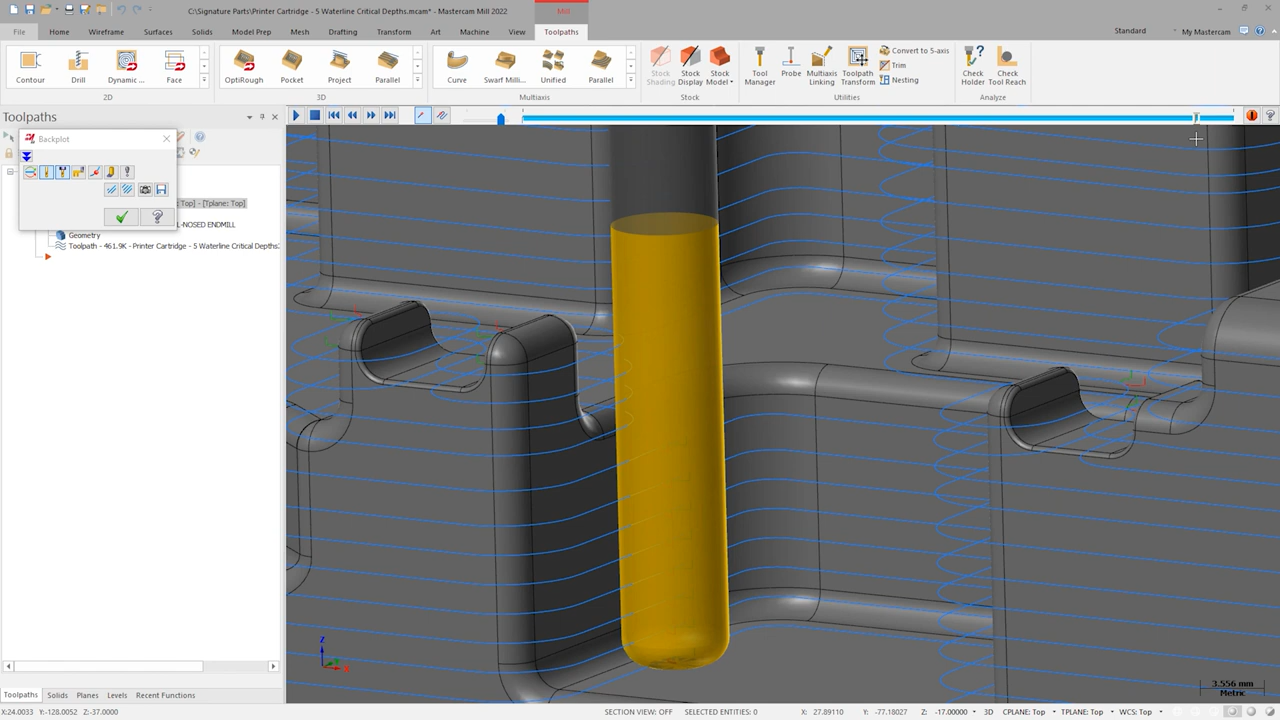 C:\Signature Parts\Printer Cartridge - 5 Waterline Critical Depths.mcam* - Mastercam Mill 2022
Mill
File Home Wireframe Surfaces Solids Model Prep Mesh Drafting Transform Art Machine View Toolpaths
Standard My Mastercam
Contour Drill Dynamic ... Face OptiRough Pocket Project Parallel Curve Swarf Milli... Unified Parallel Stock Shading Stock Display Stock Model Tool Manager Probe Multiaxis Linking Toolpath Transform Convert to 5-axis Trim Nesting Check Holder Check Tool Reach
2D 3D Multiaxis Stock Utilities Analyze
Toolpaths
Backplot
Top] - [Tplane: Top]
L-NOSED ENDMILL
Geometry
Toolpath - 461.9K - Printer Cartridge - 5 Waterline Critical Depths
Z
X
3.556 mm
Metric
Toolpaths Solids Planes Levels Recent Functions
X:24.0033 Y:-128.0052 Z:-37.0000 SECTION VIEW: OFF SELECTED ENTITIES: 0 X: 27.89110 Y: -77.18027 Z: -17.00000 3D CPLANE: Top TPLANE: Top WCS: Top